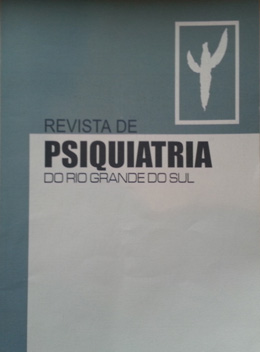 REVISTA DE
PSIQUIATRIA
DO RIO GRANDE DO SUL